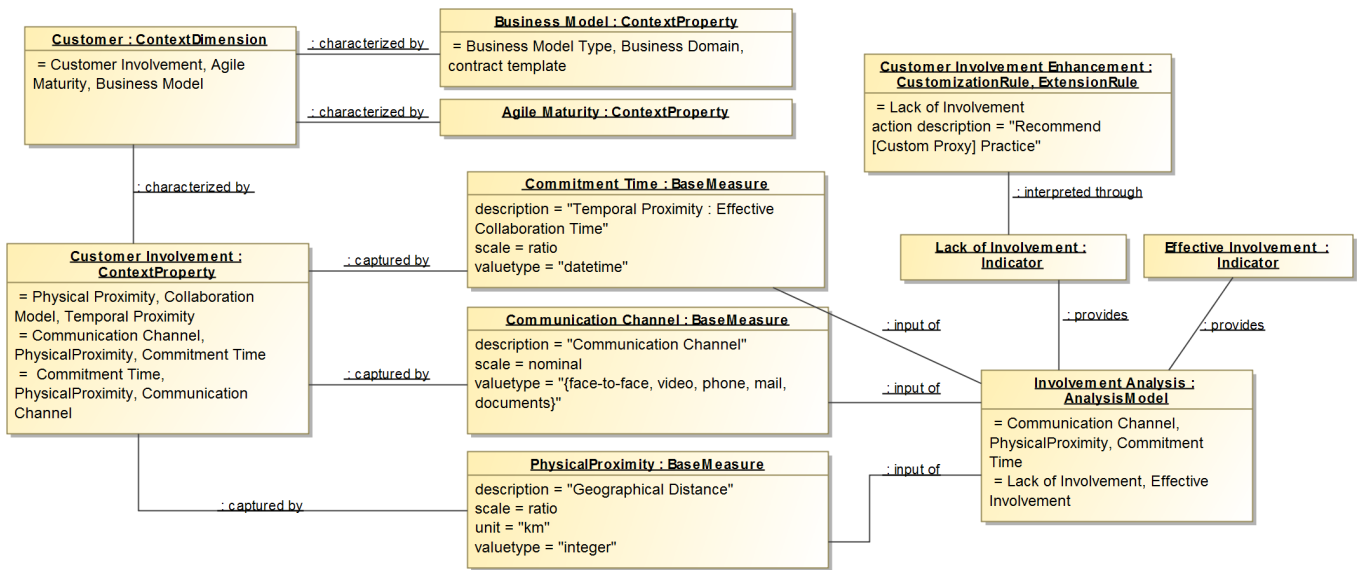 Customer : ContextDimension
= Customer Involvement, Agile
Maturity, Business Model
: characterized by
Business Model : ContextProperty
= Business Model Type, Business Domain,
contract template
: characterized by
Agile Maturity : ContextProperty
Customer Involvement Enhancement :
CustomizationRule, ExtensionRule
= Lack of Involvement
action description = "Recommend
[Custom Proxy] Practice"
: characterized by
: interpreted through
Commitment Time : BaseMeasure
description = "Temporal Proximity : Effective
Collaboration Time"
scale = ratio
valuetype = "datetime"
Lack of Involvement :
Indicator
Effective Involvement :
Indicator
Customer Involvement :
ContextProperty
= Physical Proximity, Collaboration
Model, Temporal Proximity
= Communication Channel,
PhysicalProximity, Commitment Time
= Commitment Time,
PhysicalProximity, Communication
Channel
: captured by
Communication Channel : BaseMeasure
description = "Communication Channel"
scale = nominal
valuetype = "{face-to-face, video, phone, mail,
documents}"
: input of
: provides
: provides
: captured by
: input of
Involvement Analysis :
AnalysisModel
= Communication Channel,
PhysicalProximity, Commitment
Time
= Lack of Involvement, Effective
Involvement
PhysicalProximity : BaseMeasure
description = "Geographical Distance"
scale = ratio
unit = "km"
valuetype = "integer"
: input of
: captured by